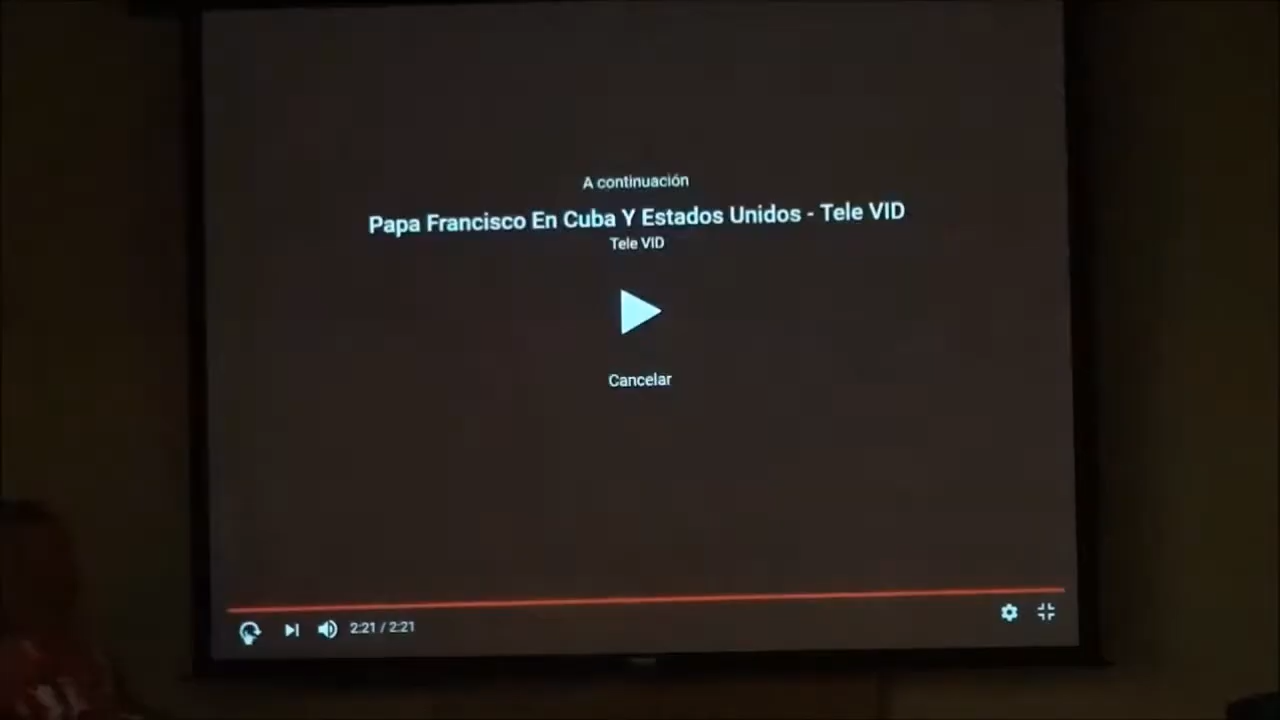 A continuación
Papa Francisco En Cuba Y Estados Unidos - Tele VID
Tele VID
Cancelar
2:21 / 2:21